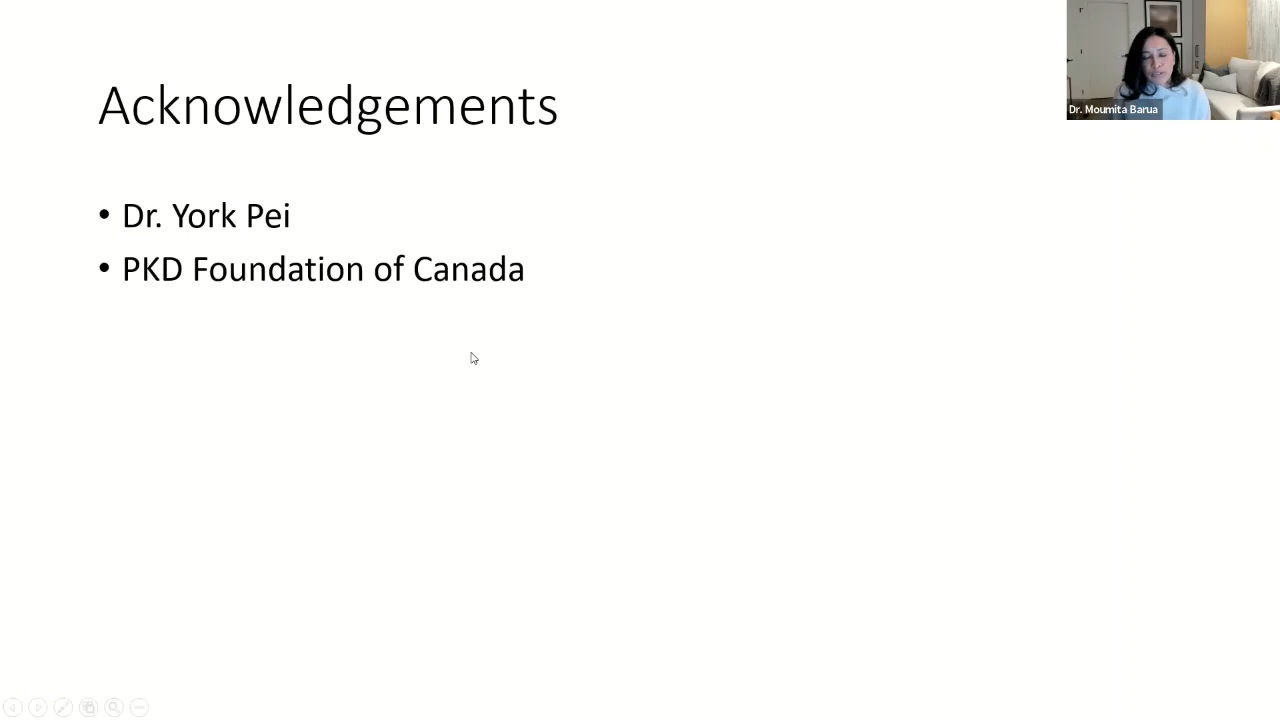 Acknowledgements
• Dr. York Pei
• PKD Foundation of Canada
Dr. Moumita Barua